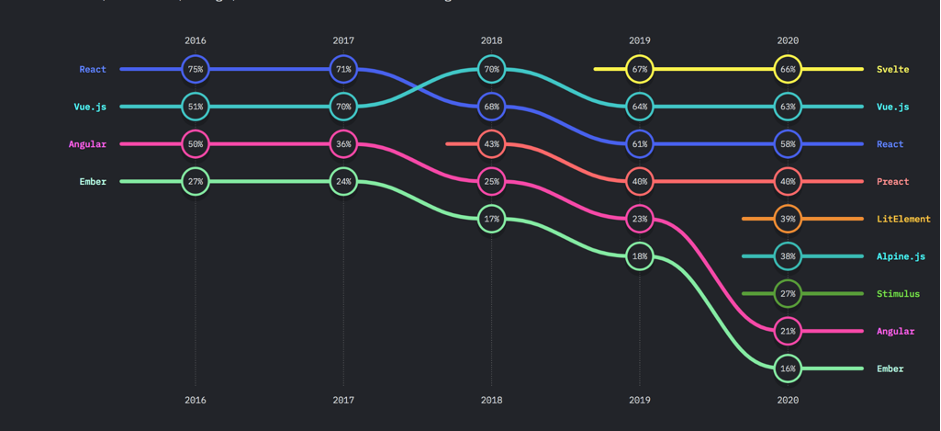 2016 2017 2018 2019 2020
React 75% 71% 70% 67% 66% Svelte
Vue.js 51% 70% 68% 64% 63% Vue.js
Angular 50% 36% 43% 61% 58% React
Ember 27% 24% 25% 40% 40% Preact
17% 23% 39% LitElement
18% 38% Alpine.js
27% Stimulus
21% Angular
16% Ember
2016 2017 2018 2019 2020